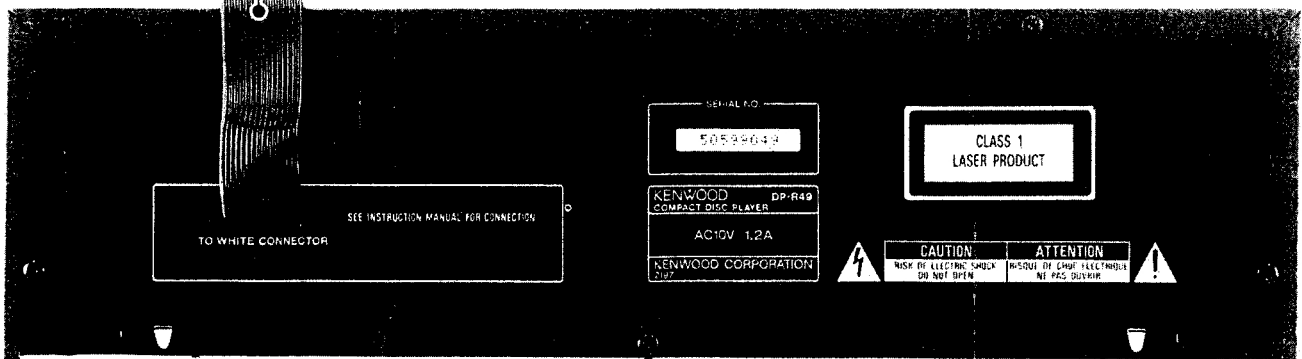 SEE INSTRUCTION MANUAL FOR CONNECTION
TO WHITE CONNECTOR
SERIAL NO.
50599049
KENWOOD DP-R49
COMPACT DISC PLAYER
AC10V 1.2A
KENWOOD CORPORATION
CLASS 1
LASER PRODUCT
CAUTION
RISK OF ELECTRIC SHOCK
DO NOT OPEN
ATTENTION
RISQUE DE CHOC ELECTRIQUE
NE PAS OUVRIR